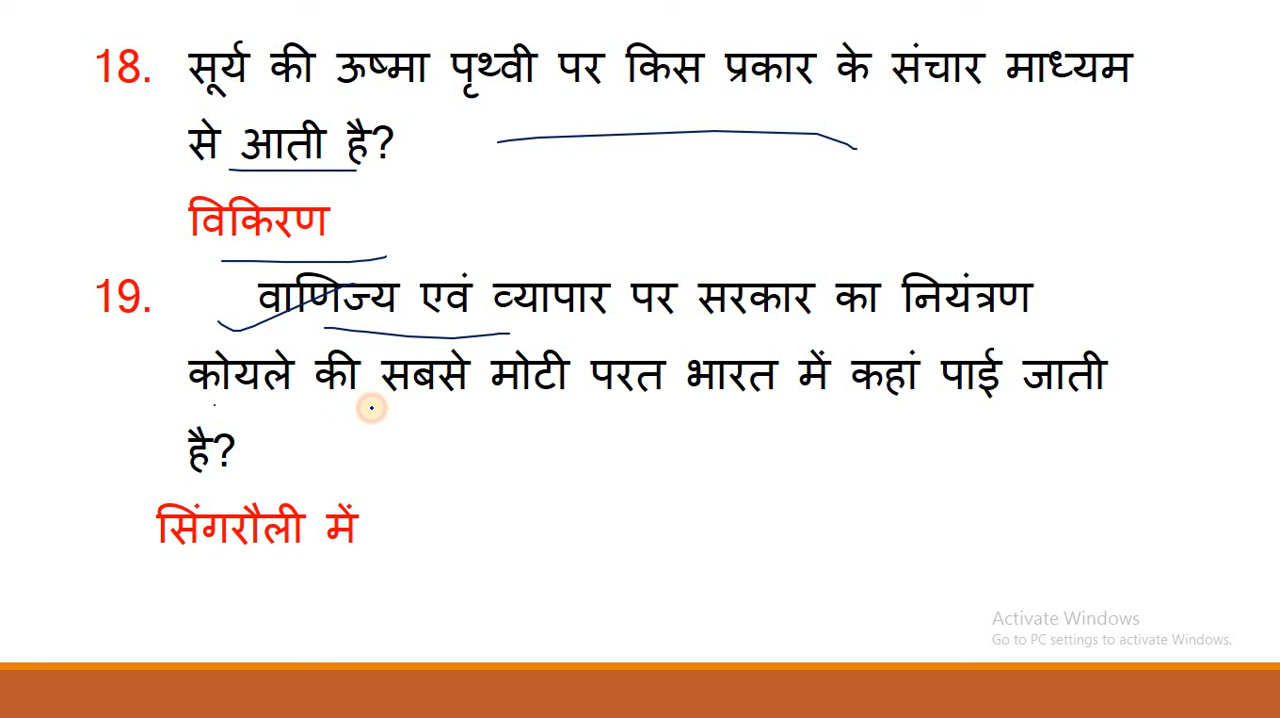 18. सूर्य की ऊष्मा पृथ्वी पर किस प्रकार के संचार माध्यम
से आती है?
विकिरण
19. वाणिज्य एवं व्यापार पर सरकार का नियंत्रण
कोयले की सबसे मोटी परत भारत में कहां पाई जाती
है?
सिंगरौली में
Activate Windows
Go to PC settings to activate Windows.